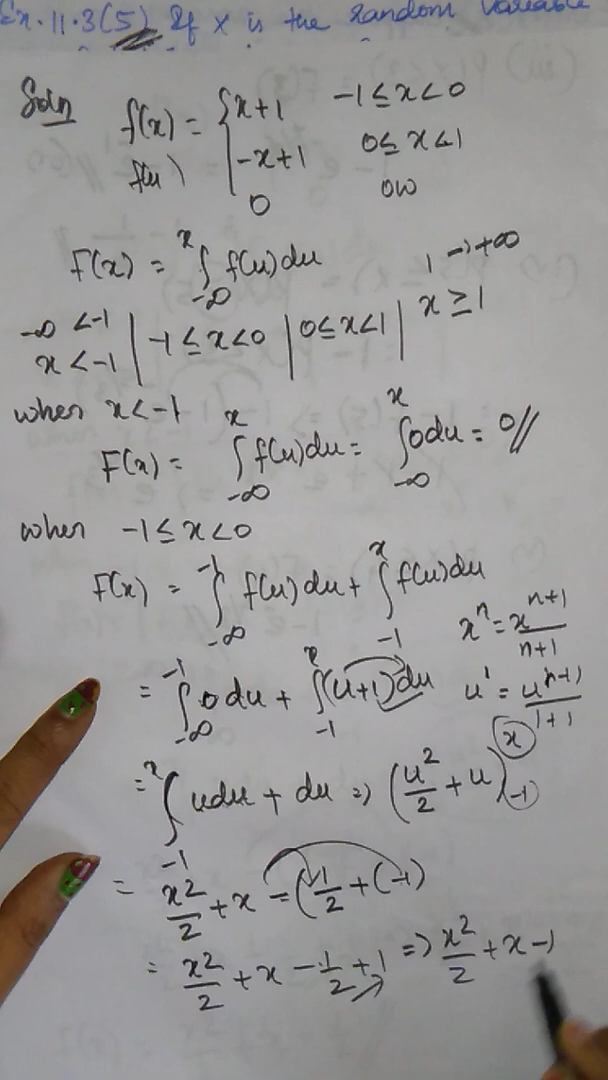 Ex. 11.3(5) If X is the Random Variable
Soln f(x) = { x+1 -1 ≤ x < 0
-x+1 0 ≤ x < 1
0 ow
f(u)
F(x) = ∫_{-∞}^{x} f(u) du 1 → +∞
-∞ < -1
x < -1 | -1 ≤ x < 0 | 0 ≤ x < 1 | x ≥ 1
when x < -1
F(x) = ∫_{-∞}^{x} f(u) du = ∫_{-∞}^{x} 0 du = 0//
when -1 ≤ x < 0
F(x) = ∫_{-∞}^{-1} f(u) du + ∫_{-1}^{x} f(u) du
x^n = x^{n+1}/n+1
= ∫_{-∞}^{-1} 0 du + ∫_{-1}^{x} (u+1) du
u^1 = u^{n+1}/1+1
= ∫_{-1}^{x} u du + du => (u²/2 + u)_{-1}^{x}
= x²/2 + x - (1/2 + (-1))
= x²/2 + x - 1/2 + 1 => x²/2 + x - 1